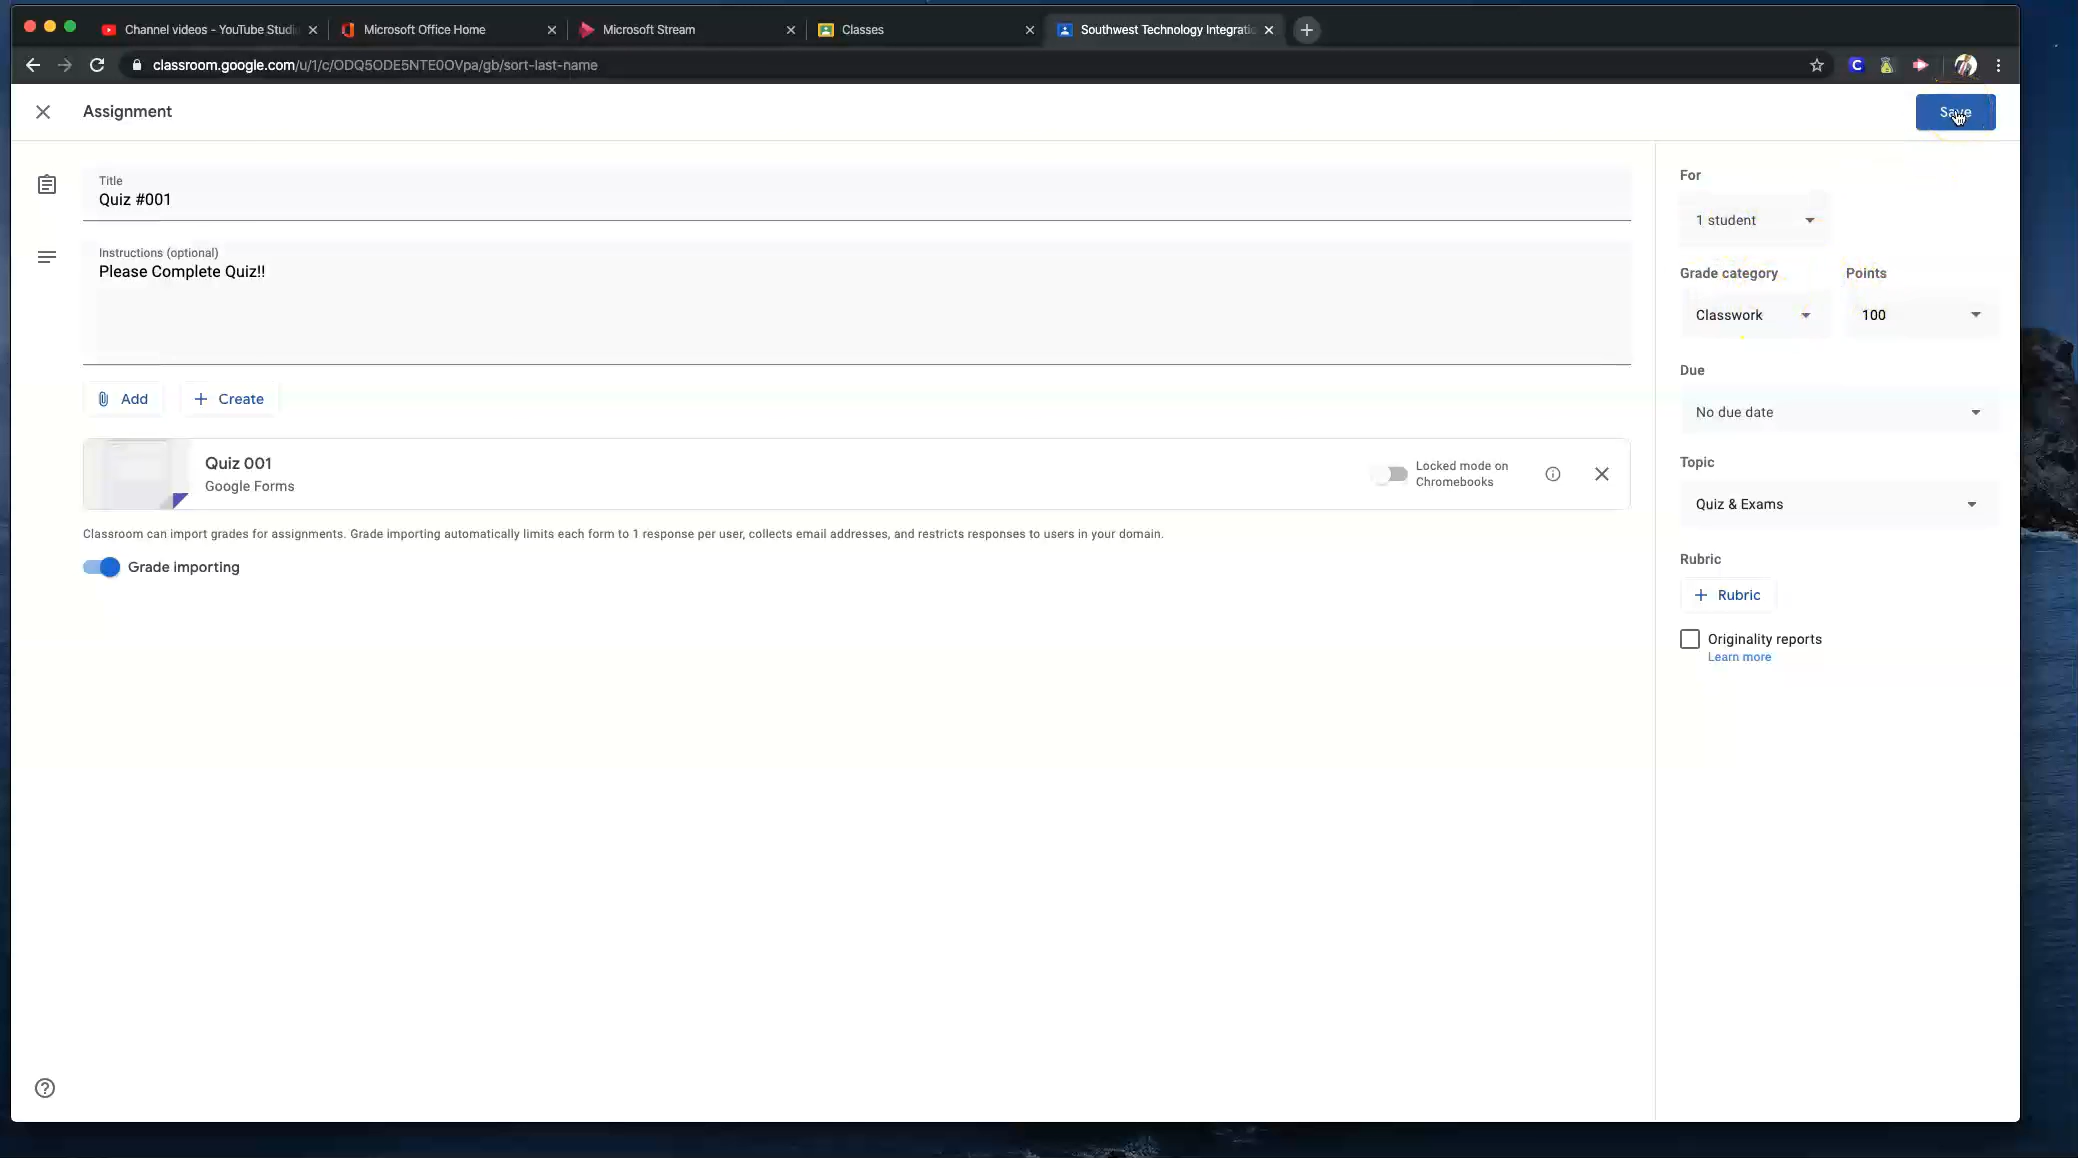 Channel videos - YouTube Studi
Microsoft Office Home
Microsoft Stream
Classes
Southwest Technology Integrati
classroom.google.com/u/1/c/ODQ5ODE5NTE0OVpa/gb/sort-last-name
C
Assignment
Save
Title
Quiz #001
Instructions (optional)
Please Complete Quiz!!
Add
Create
Quiz 001
Google Forms
Locked mode on
Chromebooks
Classroom can import grades for assignments. Grade importing automatically limits each form to 1 response per user, collects email addresses, and restricts responses to users in your domain.
Grade importing
For
1 student
Grade category
Points
Classwork
100
Due
No due date
Topic
Quiz & Exams
Rubric
Rubric
Originality reports
Learn more